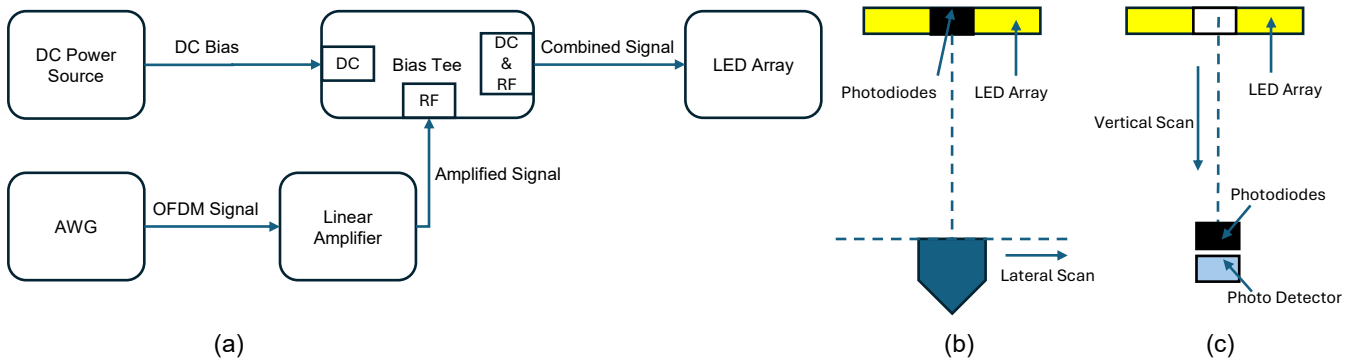 DC Power
Source
DC Bias
DC
Bias Tee
RF
DC
&
RF
Combined Signal
LED Array
AWG
OFDM Signal
Linear
Amplifier
Amplified Signal
(a)
Photodiodes
LED Array
Lateral Scan
(b)
LED Array
Vertical Scan
Photodiodes
Photo Detector
(c)